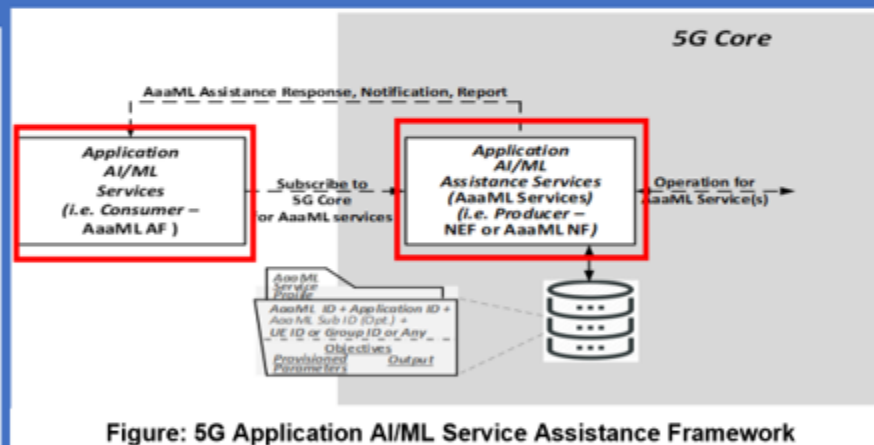 5G Core
AaaML Assistance Response, Notification, Report
Application
AI/ML
Services
(i.e. Consumer –
AaaML AF )
Subscribe to
5G Core
for AaaML services
Application
AI/ML
Assistance Services
(AaaML Services)
(i.e. Producer –
NEF or AaaML NF)
Operation for
AaaML Service(s)
AaaML
Service
Profile
AaaML ID + Application ID +
AaaML Sub ID (Opt.) +
UE ID or Group ID or Any
Objectives
Provisioned
Parameters
Output
Figure: 5G Application AI/ML Service Assistance Framework